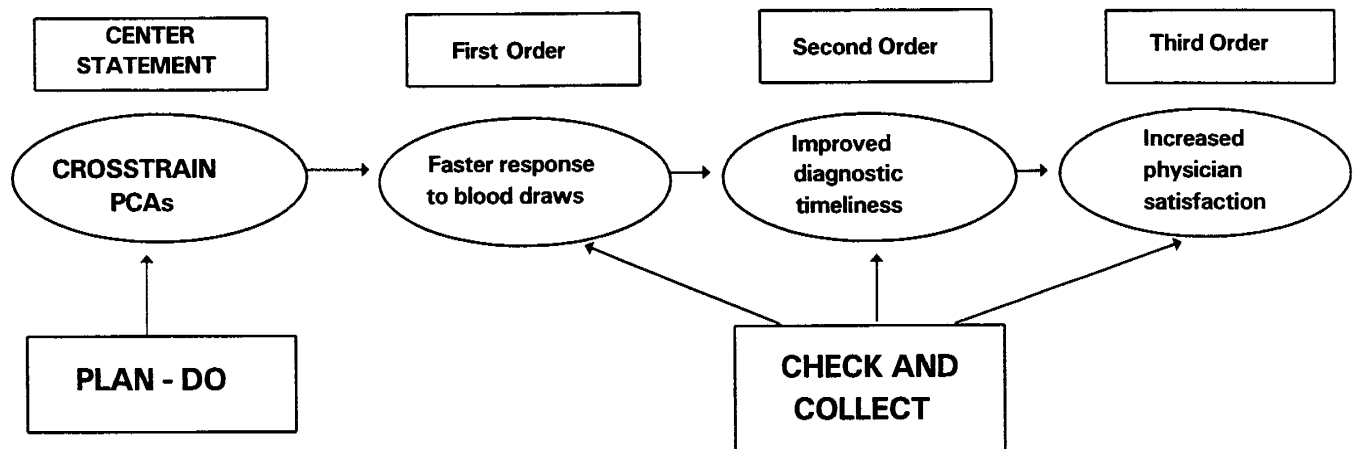 CENTER
STATEMENT
First Order
Second Order
Third Order
CROSSTRAIN
PCAs
Faster response
to blood draws
Improved
diagnostic
timeliness
Increased
physician
satisfaction
PLAN - DO
CHECK AND
COLLECT